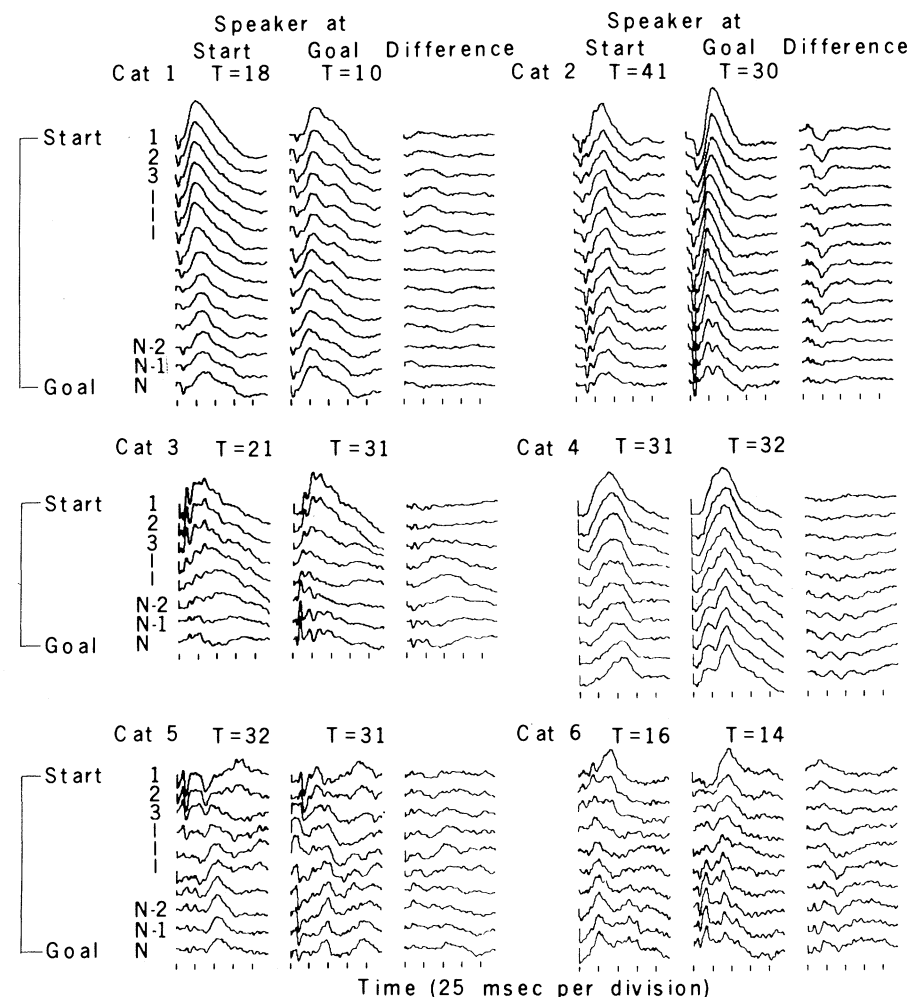 Speaker at Speaker at
Start Goal Difference Start Goal Difference
Cat 1 T=18 T=10 Cat 2 T=41 T=30
Start 1
2
3
N-2
N-1
Goal N
Cat 3 T=21 T=31 Cat 4 T=31 T=32
Start 1
2
3
N-2
N-1
Goal N
Cat 5 T=32 T=31 Cat 6 T=16 T=14
Start 1
2
3
N-2
N-1
Goal N
Time (25 msec per division)